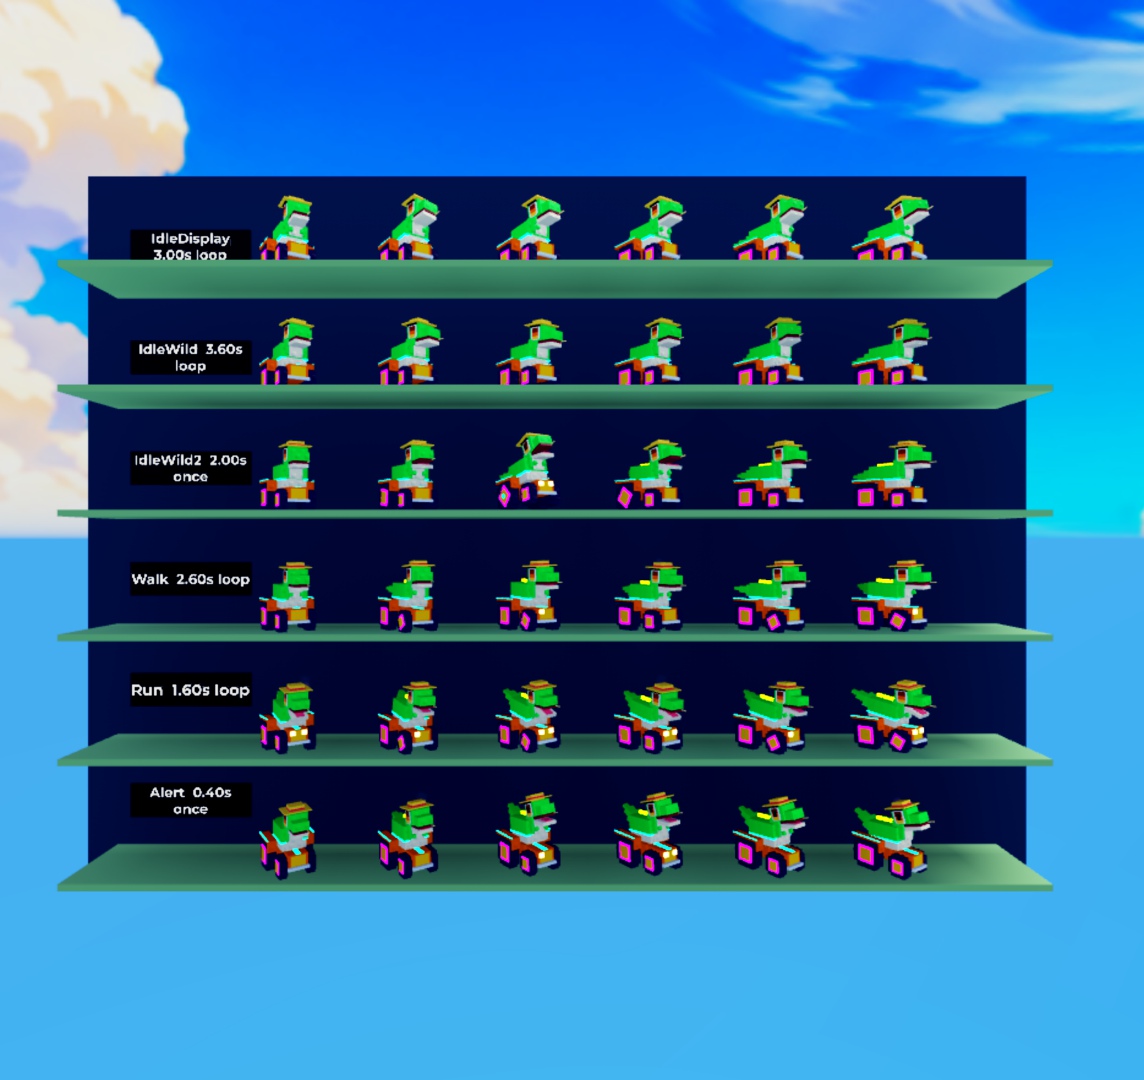 IdleDisplay
3.00s loop
IdleWild 3.60s
loop
IdleWild2 2.00s
once
Walk 2.60s loop
Run 1.60s loop
Alert 0.40s
once